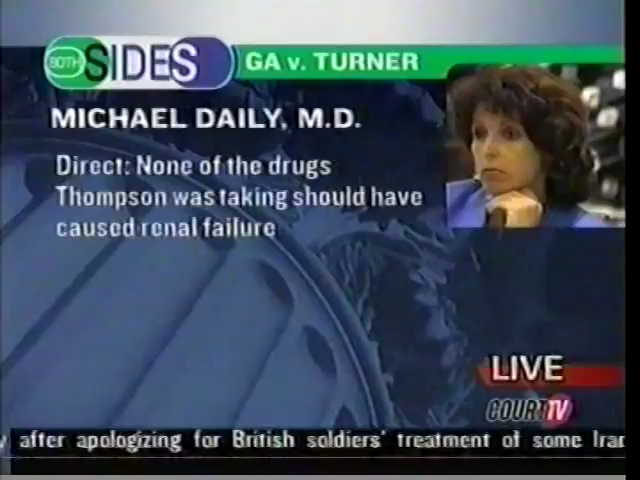 BOTH SIDES
GA v. TURNER
MICHAEL DAILY, M.D.
Direct: None of the drugs
Thompson was taking should have
caused renal failure
LIVE
COURT TV
after apologizing for British soldiers' treatment of some